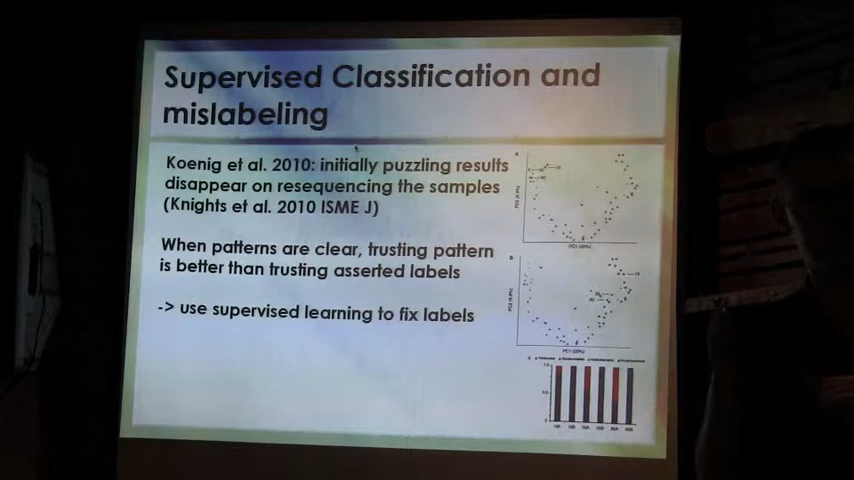 Supervised Classification and
mislabeling
Koenig et al. 2010: initially puzzling results
disappear on resequencing the samples
(Knights et al. 2010 ISME J)
When patterns are clear, trusting pattern
is better than trusting asserted labels
-> use supervised learning to fix labels